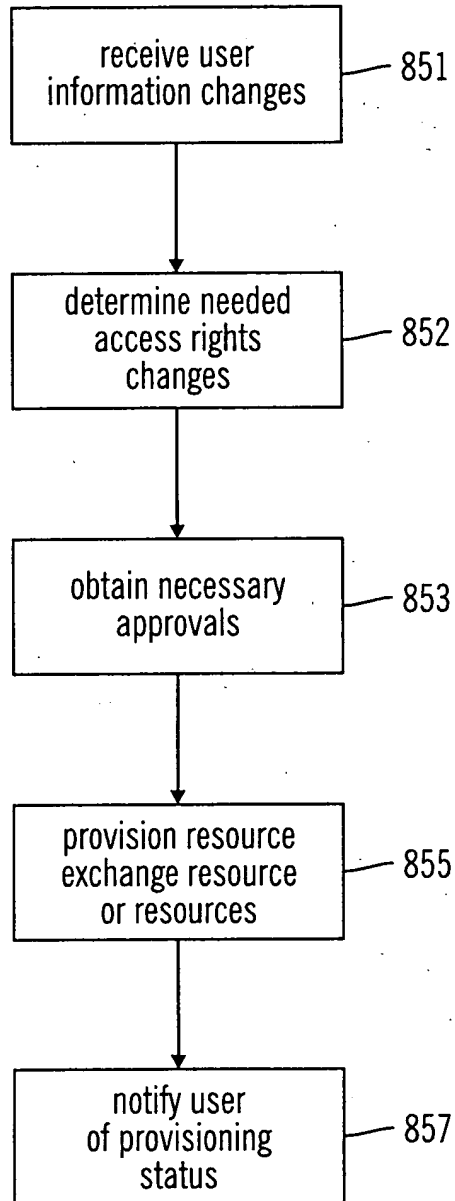 receive user
information changes
851
determine needed
access rights
changes
852
obtain necessary
approvals
853
provision resource
exchange resource
or resources
855
notify user
of provisioning
status
857